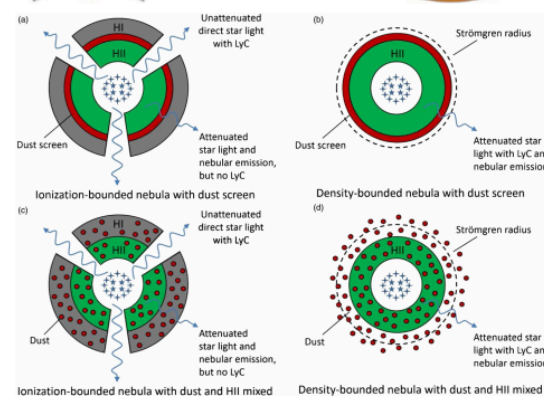 (a)
HI
HII
Unattenuated
direct star light
with LyC
Dust screen
Attenuated
star light and
nebular emission,
but no LyC
Ionization-bounded nebula with dust screen
(b)
HII
Strömgren radius
Dust screen
Attenuated star
light with LyC an
nebular emission
Density-bounded nebula with dust screen
(c)
HI
HII
Unattenuated
direct star light
with LyC
Dust
Attenuated
star light and
nebular emission,
but no LyC
Ionization-bounded nebula with dust and HII mixed
(d)
HII
Strömgren radius
Dust
Attenuated star
light with LyC an
nebular emission
Density-bounded nebula with dust and HII mixed